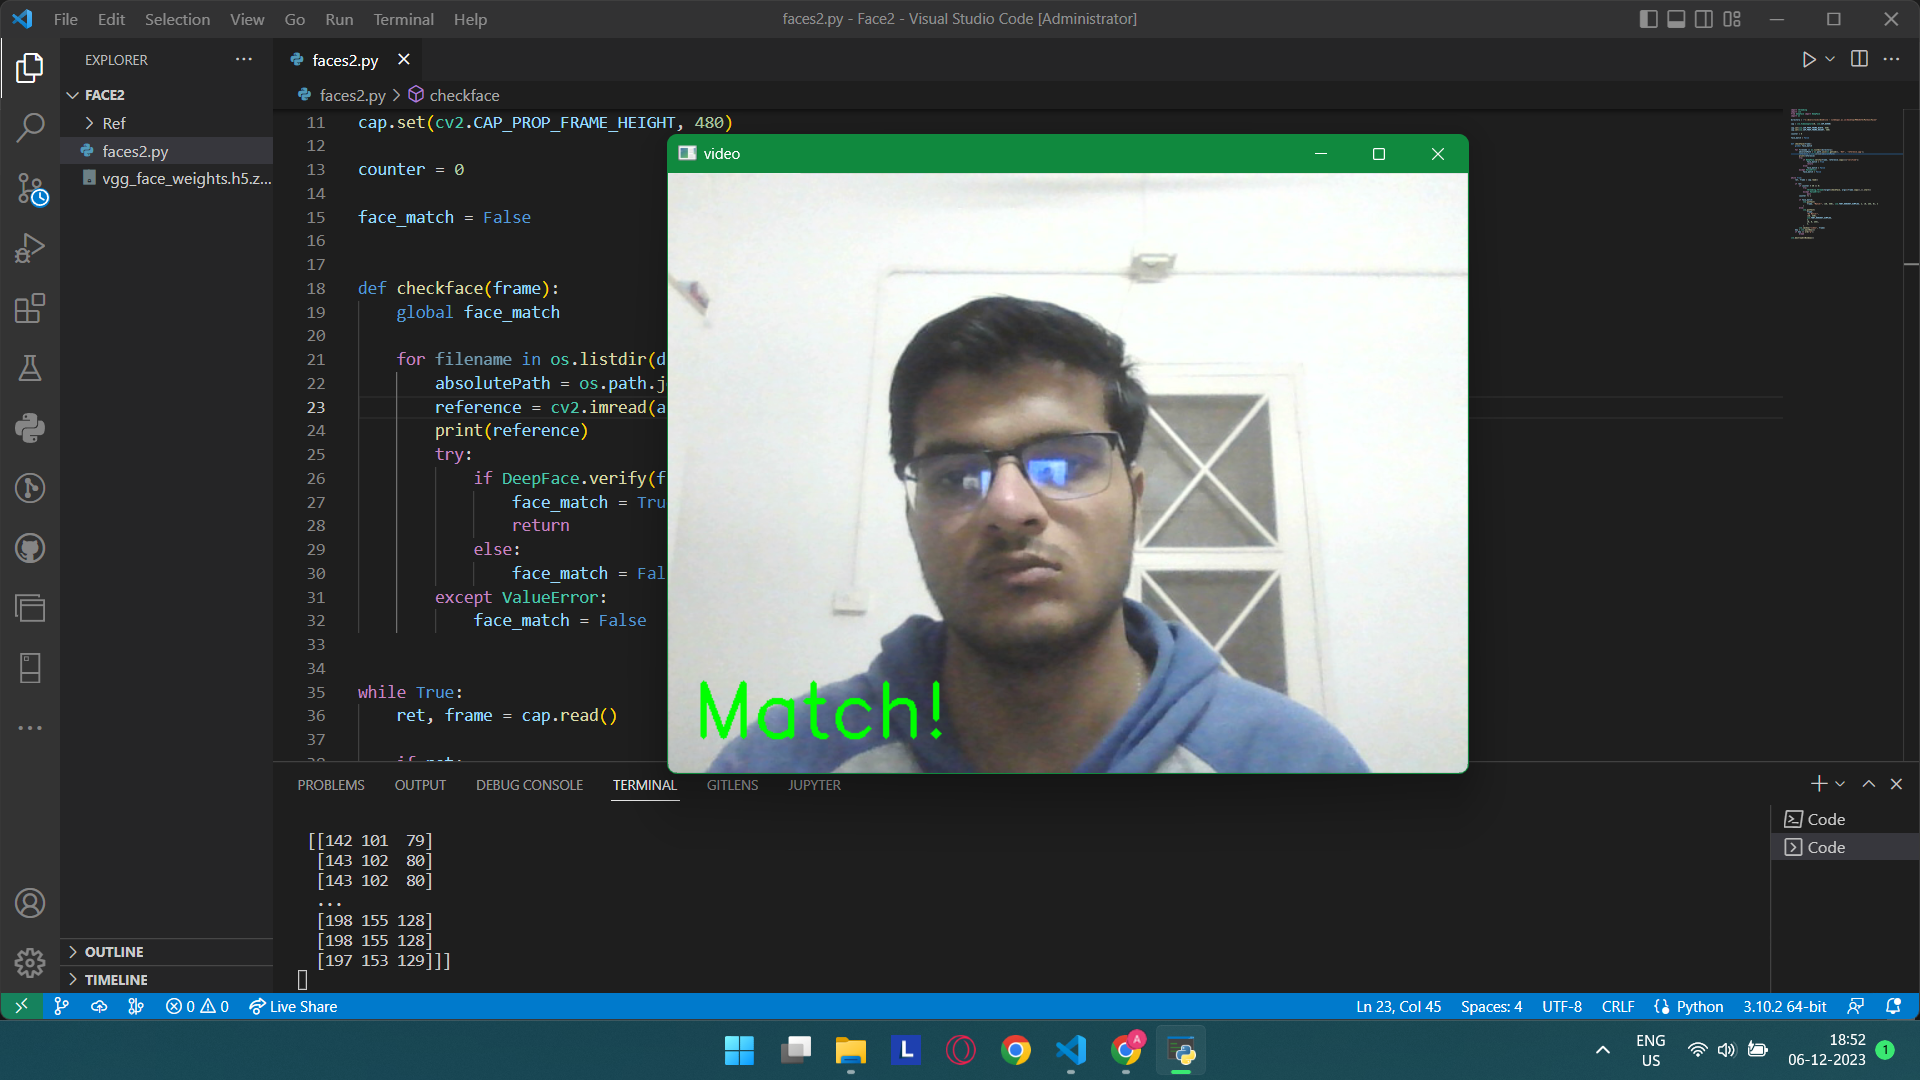 File Edit Selection View Go Run Terminal Help
faces2.py - Face2 - Visual Studio Code [Administrator]
EXPLORER
FACE2
Ref
faces2.py
vgg_face_weights.h5.z...
OUTLINE
TIMELINE
faces2.py
faces2.py > checkface
11 cap.set(cv2.CAP_PROP_FRAME_HEIGHT, 480)
12
13 counter = 0
14
15 face_match = False
16
17
18 def checkface(frame):
19 global face_match
20
21 for filename in os.listdir(d
22 absolutePath = os.path.j
23 reference = cv2.imread(a
24 print(reference)
25 try:
26 if DeepFace.verify(f
27 face_match = Tru
28 return
29 else:
30 face_match = Fal
31 except ValueError:
32 face_match = False
33
34
35 while True:
36 ret, frame = cap.read()
37
video
Match!
PROBLEMS OUTPUT DEBUG CONSOLE TERMINAL GITLENS JUPYTER
[[142 101 79]
[143 102 80]
[143 102 80]
...
[198 155 128]
[198 155 128]
[197 153 129]]]
Code
Code
0 0 Live Share
Ln 23, Col 45 Spaces: 4 UTF-8 CRLF Python 3.10.2 64-bit
L
A
ENG
US
18:52
06-12-2023
1